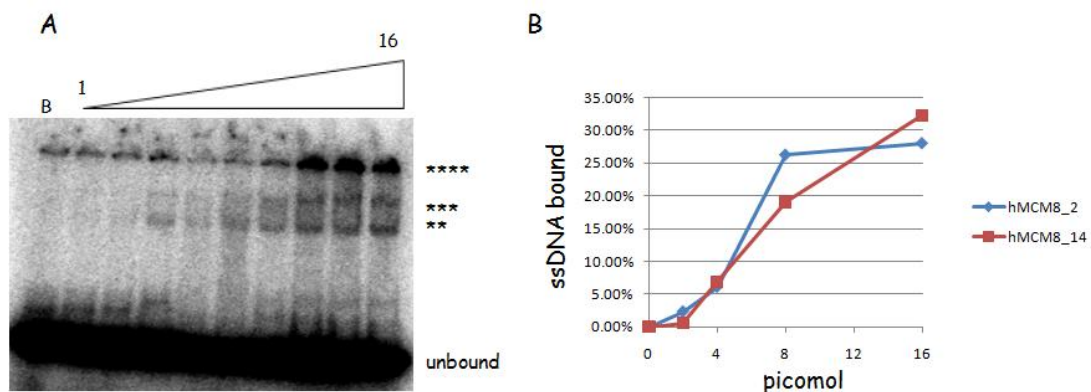 A
B
16
1
B
****
***
**
unbound
35.00%
30.00%
25.00%
20.00%
15.00%
10.00%
5.00%
0.00%
ssDNA bound
0 4 8 12 16
picomol
hMCM8_2
hMCM8_14